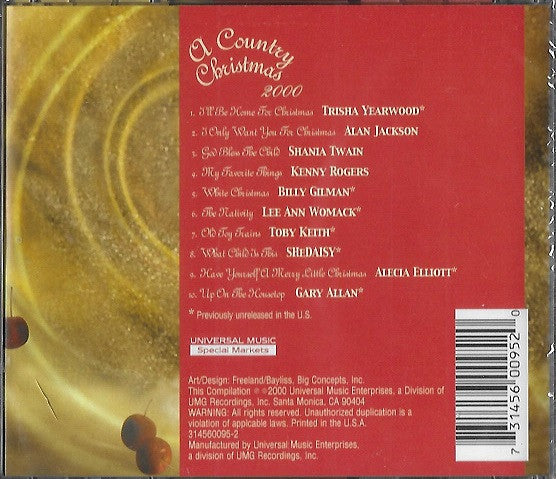 A Country
Christmas
2000
1. I'll Be Home For Christmas TRISHA YEARWOOD*
2. I Only Want You For Christmas ALAN JACKSON
3. God Bless The Child SHANIA TWAIN
4. My Favorite Things KENNY ROGERS
5. White Christmas BILLY GILMAN*
6. The Nativity LEE ANN WOMACK*
7. Old Toy Trains TOBY KEITH*
8. What Child Is This SHeDAISY*
9. Have Yourself A Merry Little Christmas ALECIA ELLIOTT*
10. Up On The Housetop GARY ALLAN*
* Previously unreleased in the U.S.
UNIVERSAL MUSIC
Special Markets
Art/Design: Freeland/Bayliss, Big Concepts, Inc.
This Compilation ℗ ©2000 Universal Music Enterprises, a Division of
UMG Recordings, Inc. Santa Monica, CA 90404
WARNING: All rights reserved. Unauthorized duplication is a
violation of applcable laws. Printed in the U.S.A.
314560095-2
Manufactured by Universal Music Enterprises,
a division of UMG Recordings, Inc.
7 31456 00952 0